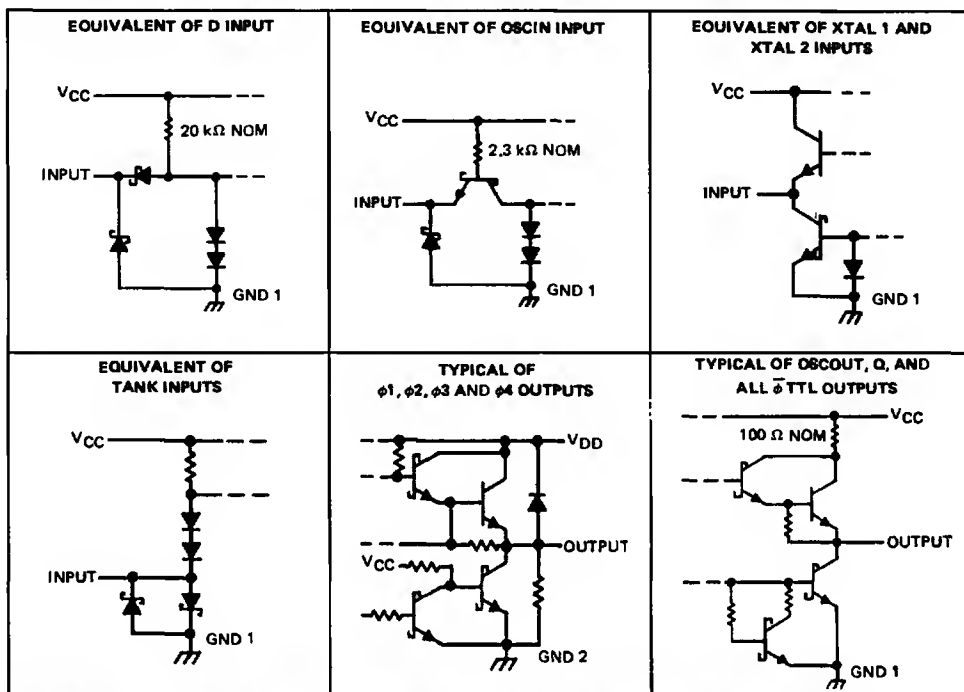 EQUIVALENT OF D INPUT
VCC
20 kΩ NOM
INPUT
GND 1
EQUIVALENT OF OSCIN INPUT
VCC
2.3 kΩ NOM
INPUT
GND 1
EQUIVALENT OF XTAL 1 AND
XTAL 2 INPUTS
VCC
INPUT
GND 1
EQUIVALENT OF
TANK INPUTS
VCC
INPUT
GND 1
TYPICAL OF
φ1, φ2, φ3 AND φ4 OUTPUTS
VDD
OUTPUT
VCC
GND 2
TYPICAL OF OSCOUT, Q, AND
ALL φ̅ TTL OUTPUTS
VCC
100 Ω NOM
OUTPUT
GND 1